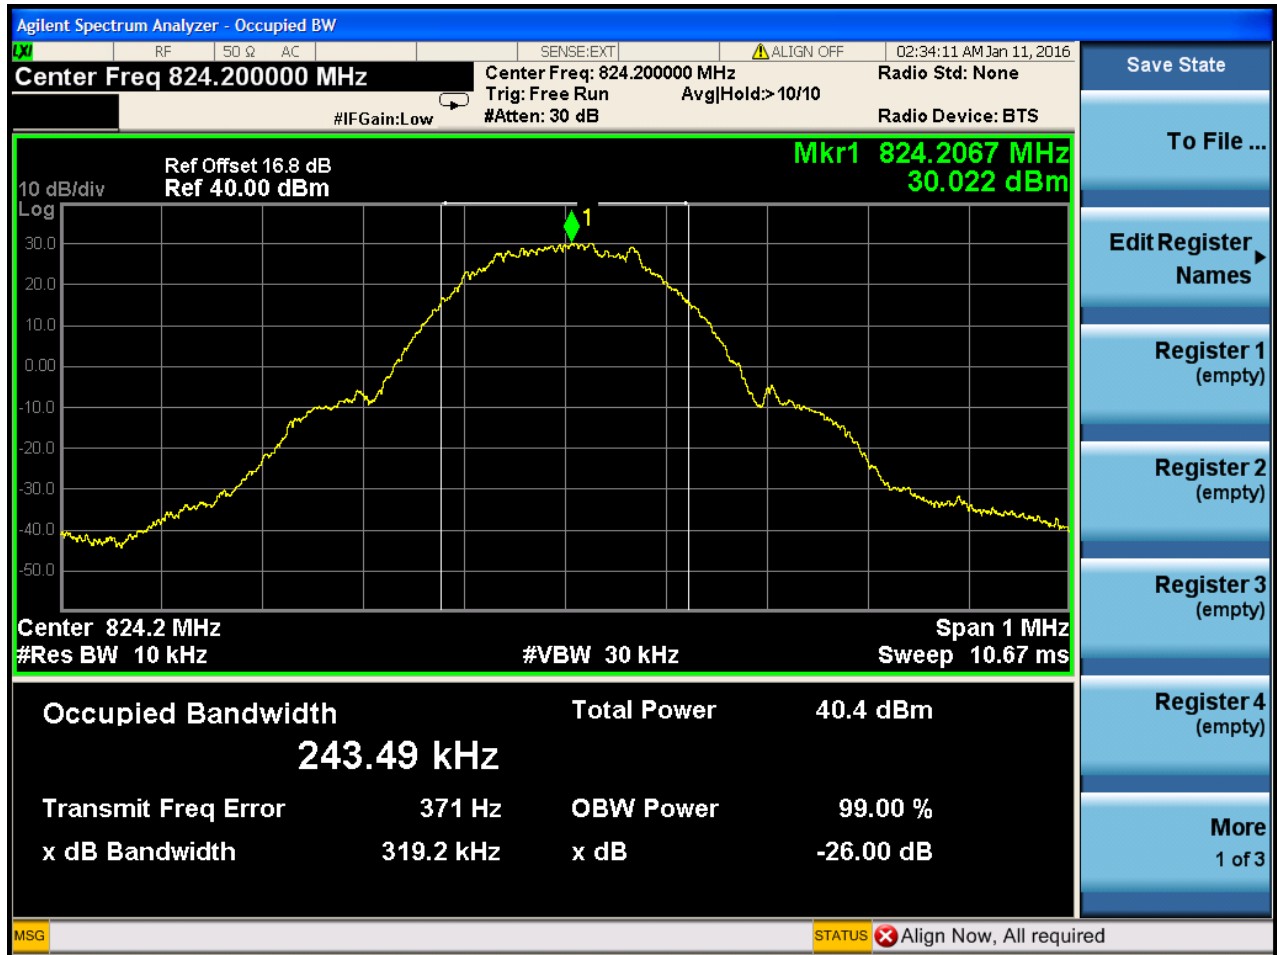 Agilent Spectrum Analyzer - Occupied BW
LXI RF 50 Ω AC SENSE:EXT ALIGN OFF 02:34:11 AM Jan 11, 2016
Center Freq 824.200000 MHz
Center Freq: 824.200000 MHz Radio Std: None
Trig: Free Run Avg|Hold:>10/10
#IFGain:Low #Atten: 30 dB Radio Device: BTS
Mkr1 824.2067 MHz
30.022 dBm
Ref Offset 16.8 dB
10 dB/div Ref 40.00 dBm
Log
1
30.0
20.0
10.0
0.00
-10.0
-20.0
-30.0
-40.0
-50.0
Center 824.2 MHz Span 1 MHz
#Res BW 10 kHz #VBW 30 kHz Sweep 10.67 ms
Occupied Bandwidth Total Power 40.4 dBm
243.49 kHz
Transmit Freq Error 371 Hz OBW Power 99.00 %
x dB Bandwidth 319.2 kHz x dB -26.00 dB
Save State
To File ...
Edit Register
Names
Register 1
(empty)
Register 2
(empty)
Register 3
(empty)
Register 4
(empty)
More
1 of 3
MSG STATUS Align Now, All required